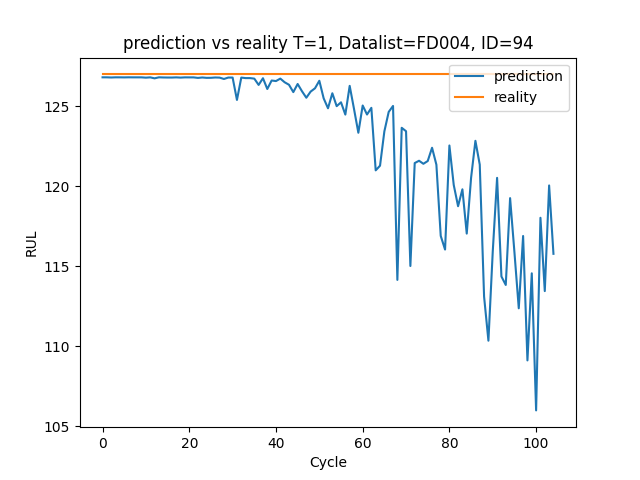 prediction vs reality T=1, Datalist=FD004, ID=94
prediction
reality
RUL
125
120
115
110
105
0
20
40
60
80
100
Cycle